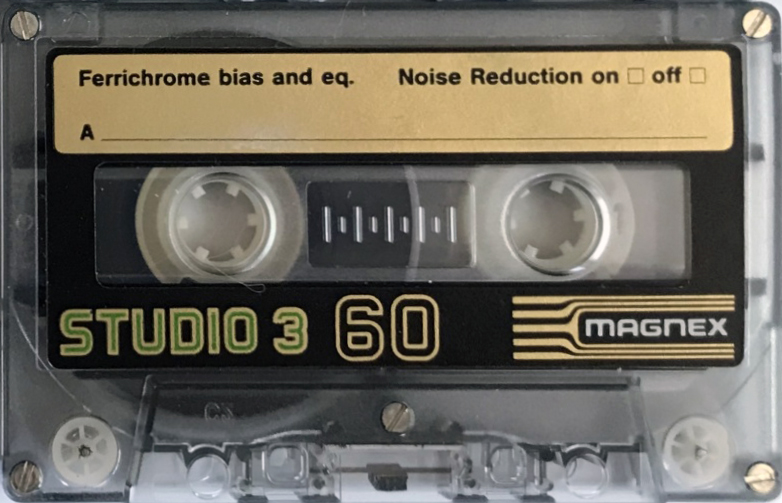 Ferrichrome bias and eq. Noise Reduction on □ off □
A
STUDIO 3 60 MAGNEX